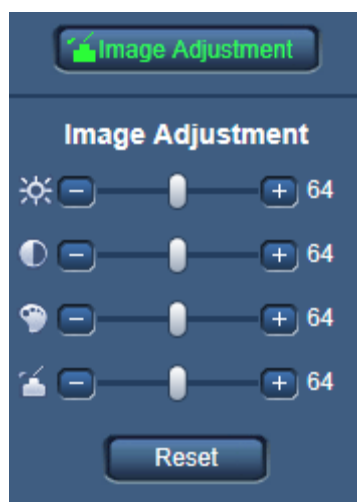 Image Adjustment
Image Adjustment
- + 64
- + 64
- + 64
- + 64
Reset